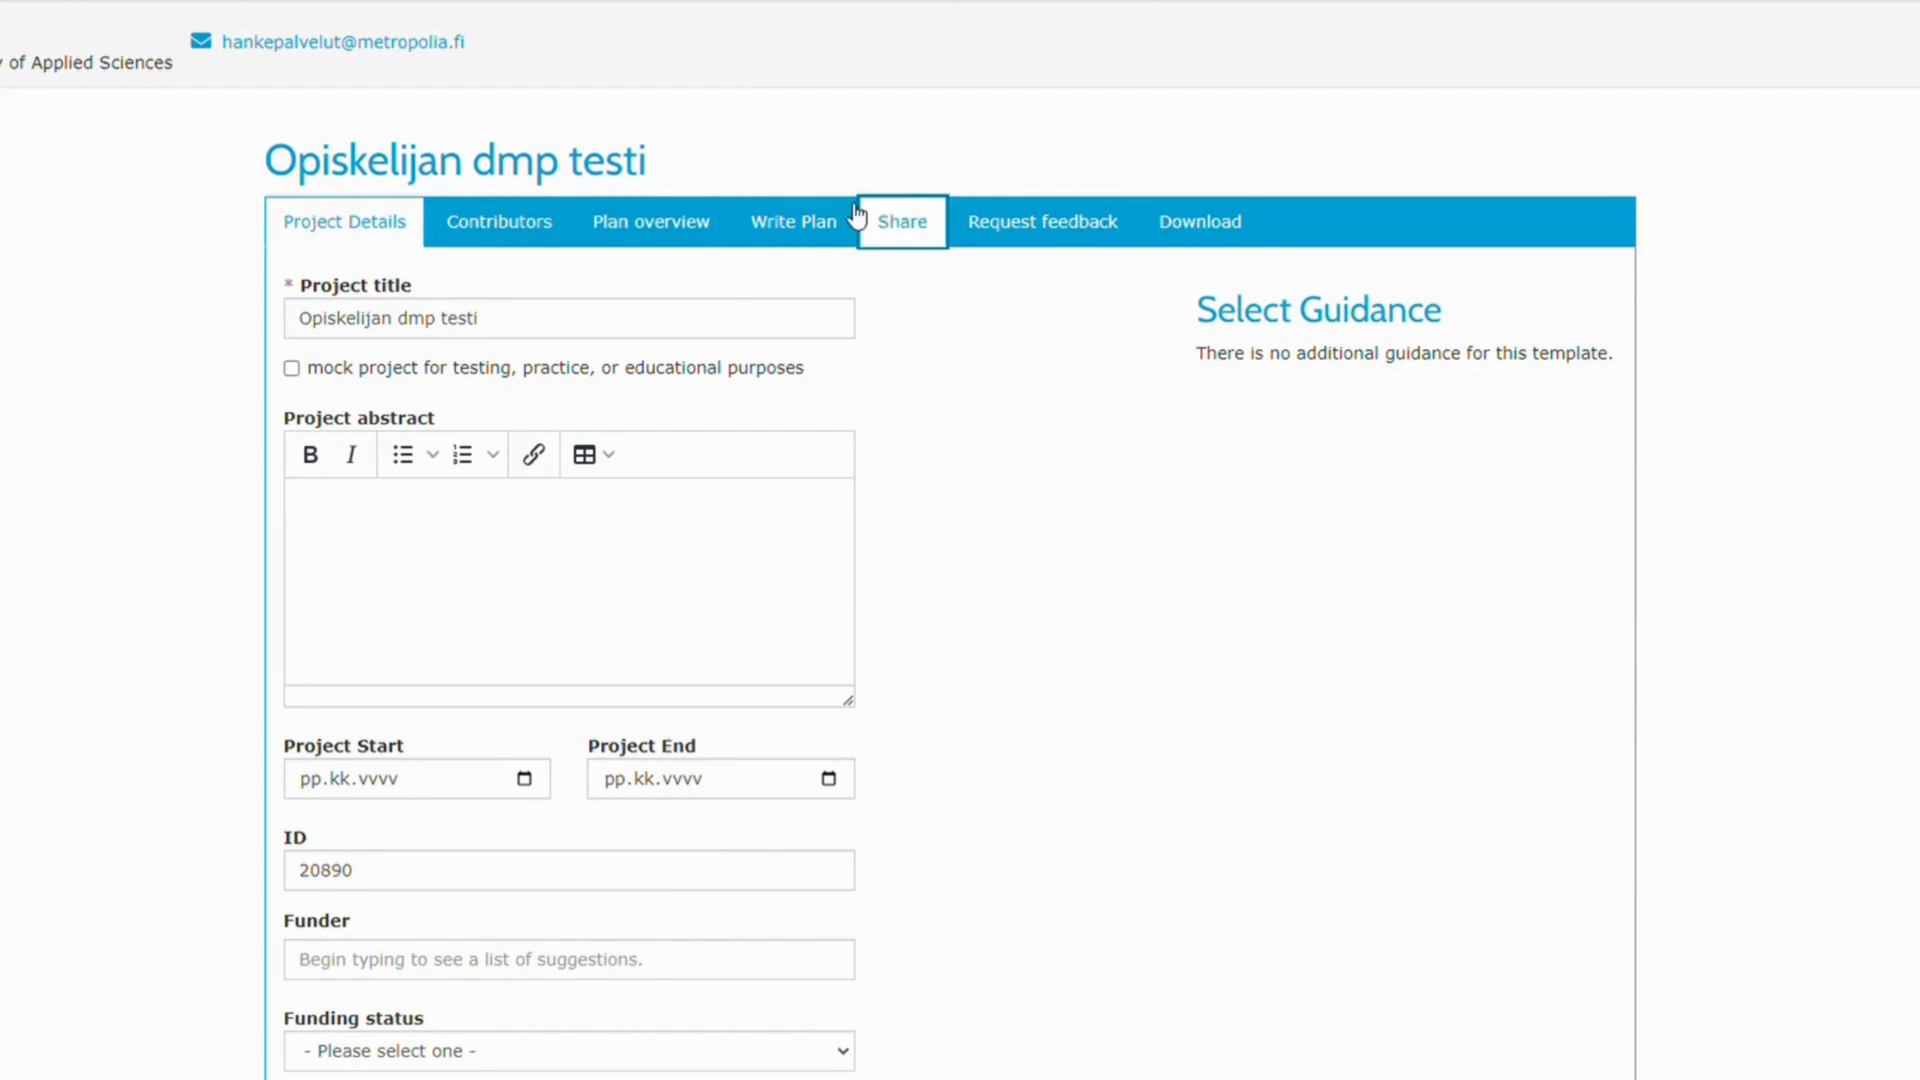 hankepalvelut@metropolia.fi
of Applied Sciences
Opiskelijan dmp testi
Project Details Contributors Plan overview Write Plan Share Request feedback Download
* Project title
Opiskelijan dmp testi
mock project for testing, practice, or educational purposes
Select Guidance
There is no additional guidance for this template.
Project abstract
B I
Project Start Project End
pp.kk.vvvv pp.kk.vvvv
ID
20890
Funder
Begin typing to see a list of suggestions.
Funding status
- Please select one -